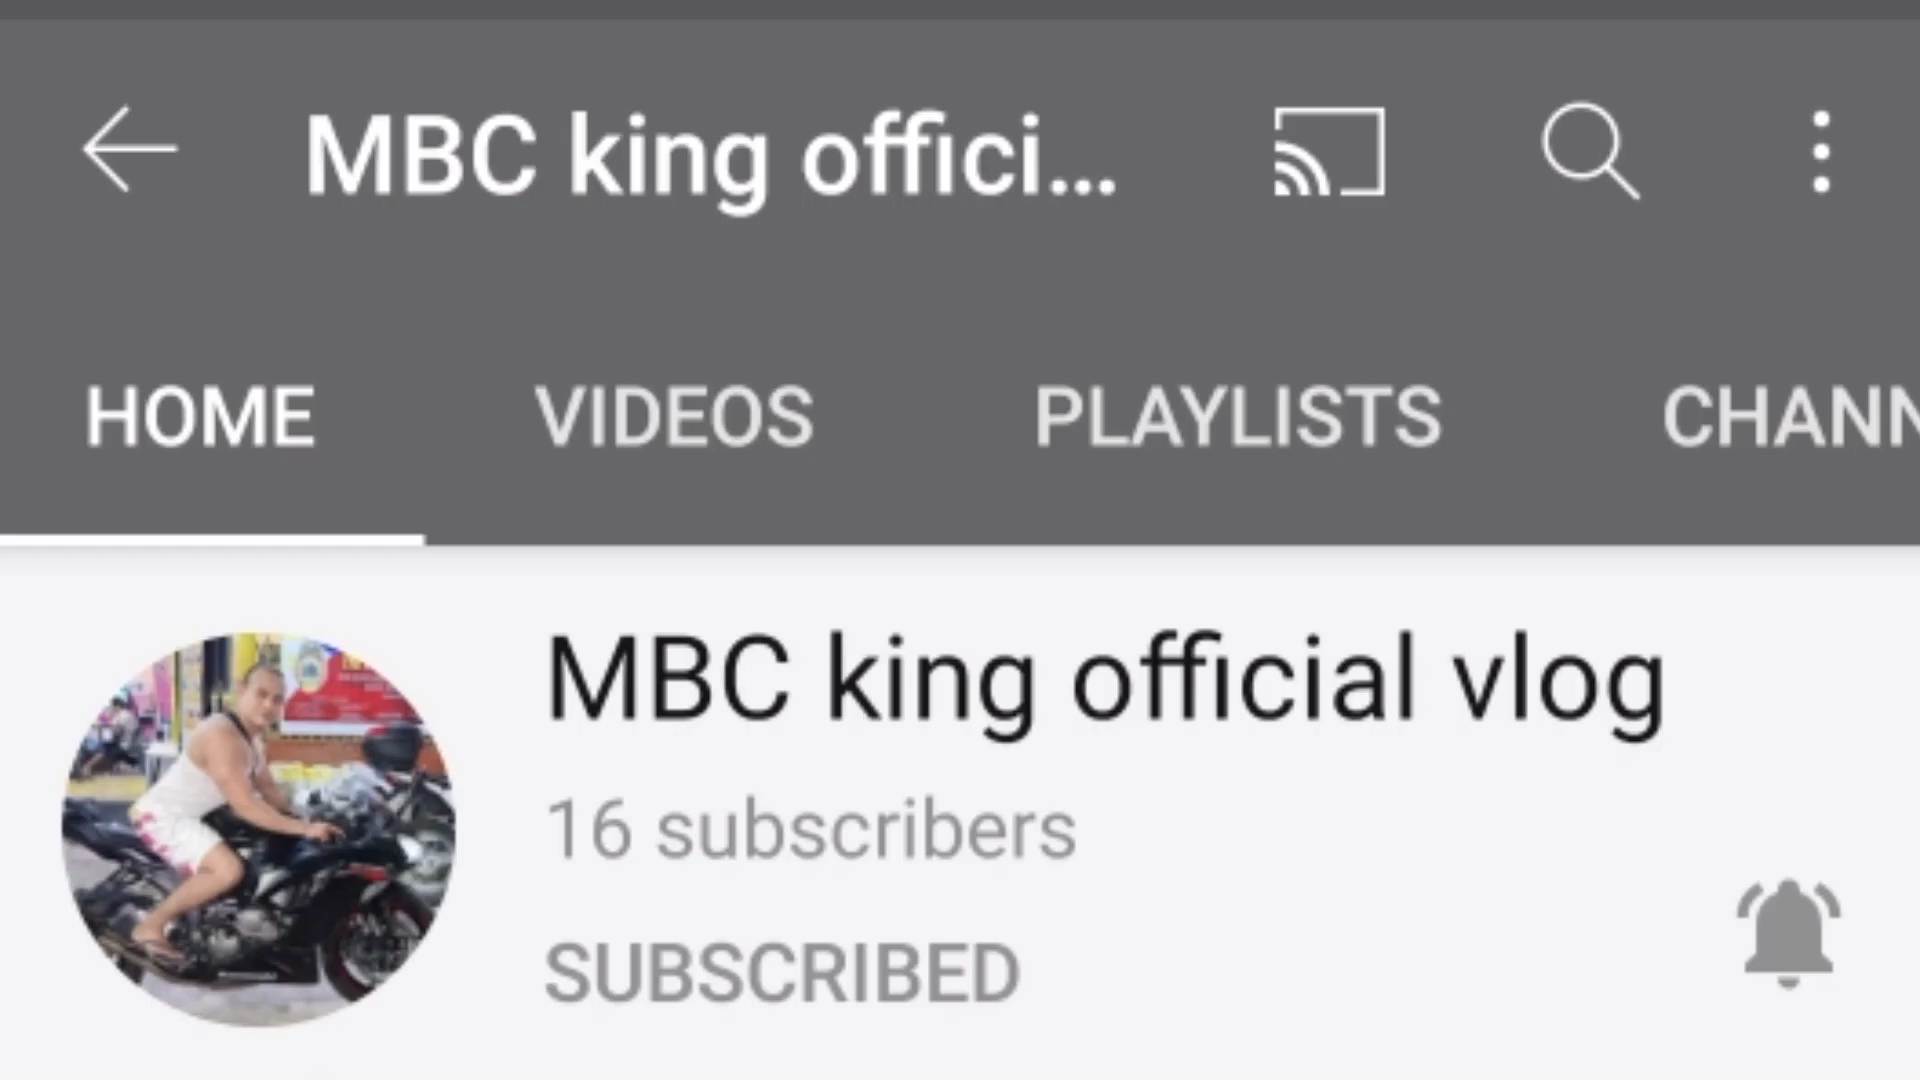 MBC king offici...
HOME VIDEOS PLAYLISTS CHANN
MBC king official vlog
16 subscribers
SUBSCRIBED